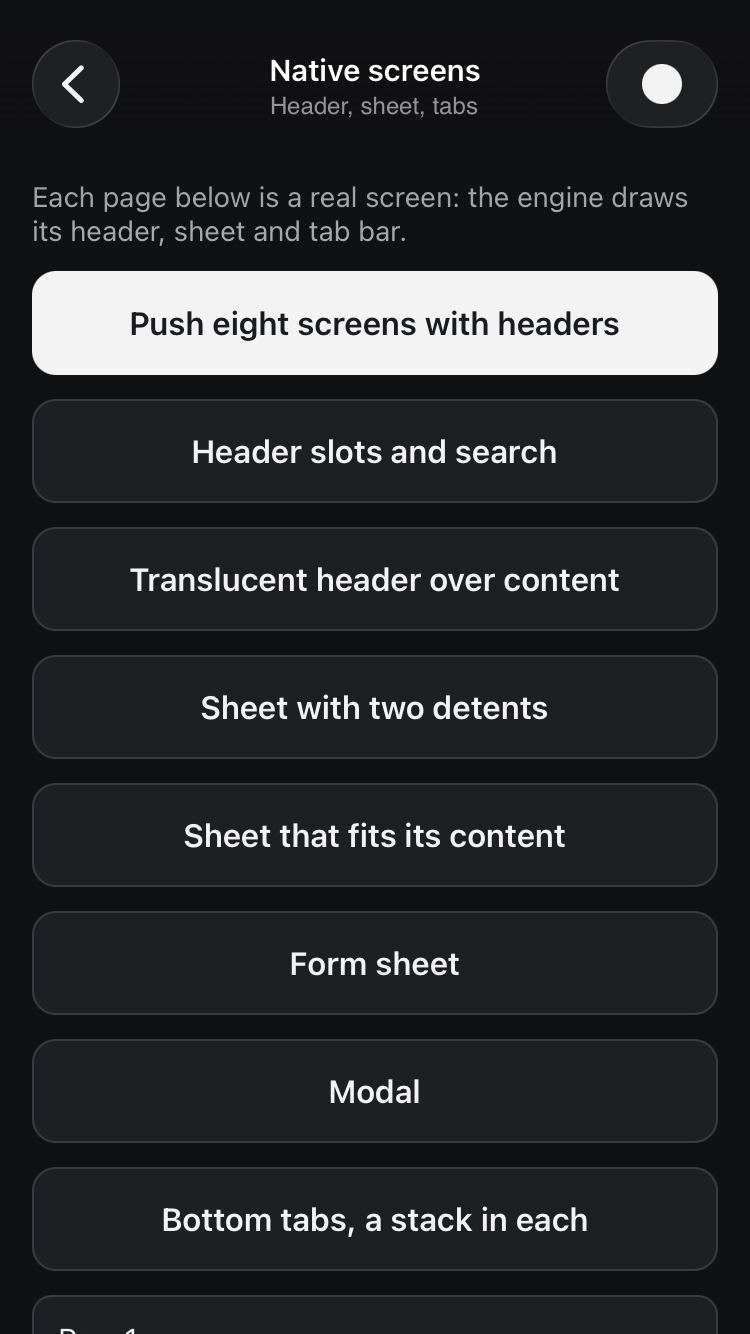 Native screens
Header, sheet, tabs
Each page below is a real screen: the engine draws
its header, sheet and tab bar.
Push eight screens with headers
Header slots and search
Translucent header over content
Sheet with two detents
Sheet that fits its content
Form sheet
Modal
Bottom tabs, a stack in each